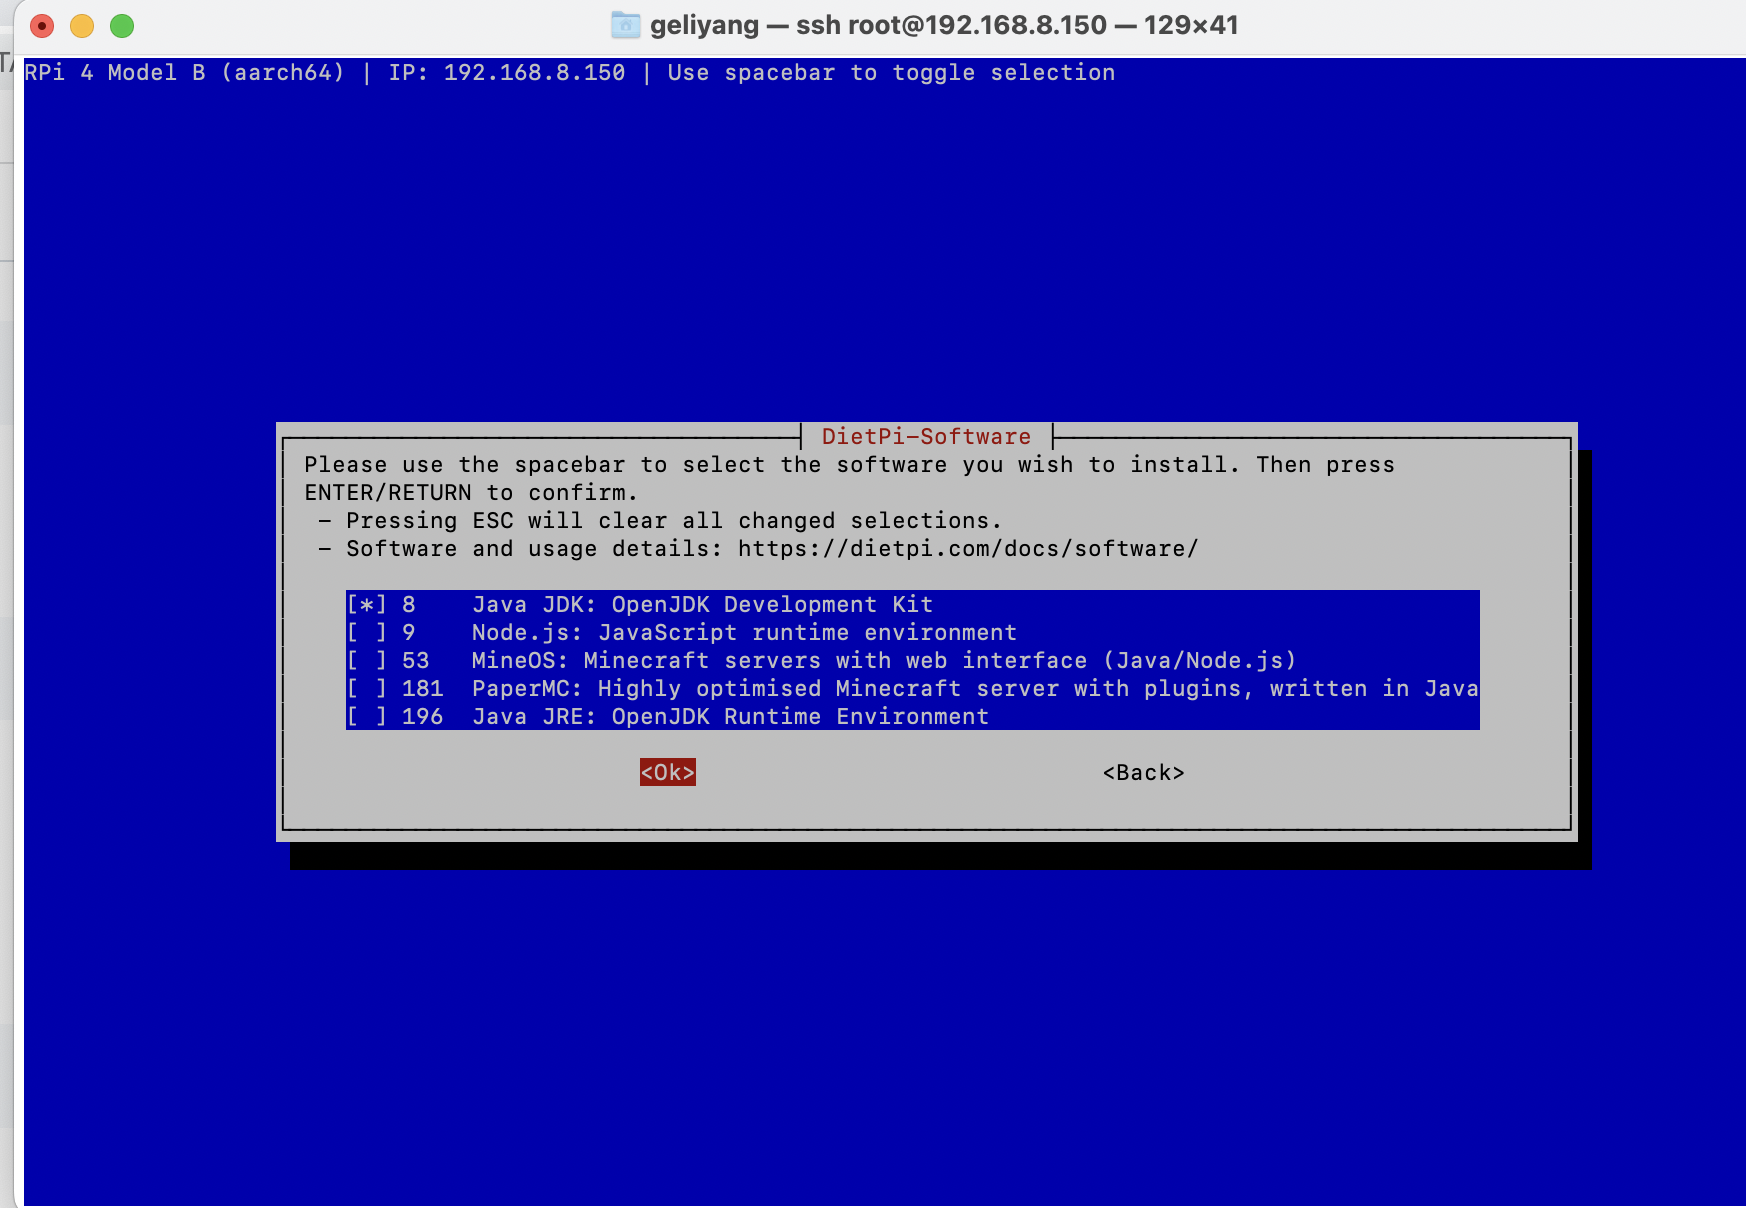 geliyang — ssh root@192.168.8.150 — 129×41
RPi 4 Model B (aarch64) | IP: 192.168.8.150 | Use spacebar to toggle selection
DietPi-Software
Please use the spacebar to select the software you wish to install. Then press
ENTER/RETURN to confirm.
- Pressing ESC will clear all changed selections.
- Software and usage details: https://dietpi.com/docs/software/
[*] 8 Java JDK: OpenJDK Development Kit
[ ] 9 Node.js: JavaScript runtime environment
[ ] 53 MineOS: Minecraft servers with web interface (Java/Node.js)
[ ] 181 PaperMC: Highly optimised Minecraft server with plugins, written in Java
[ ] 196 Java JRE: OpenJDK Runtime Environment
<Ok> <Back>